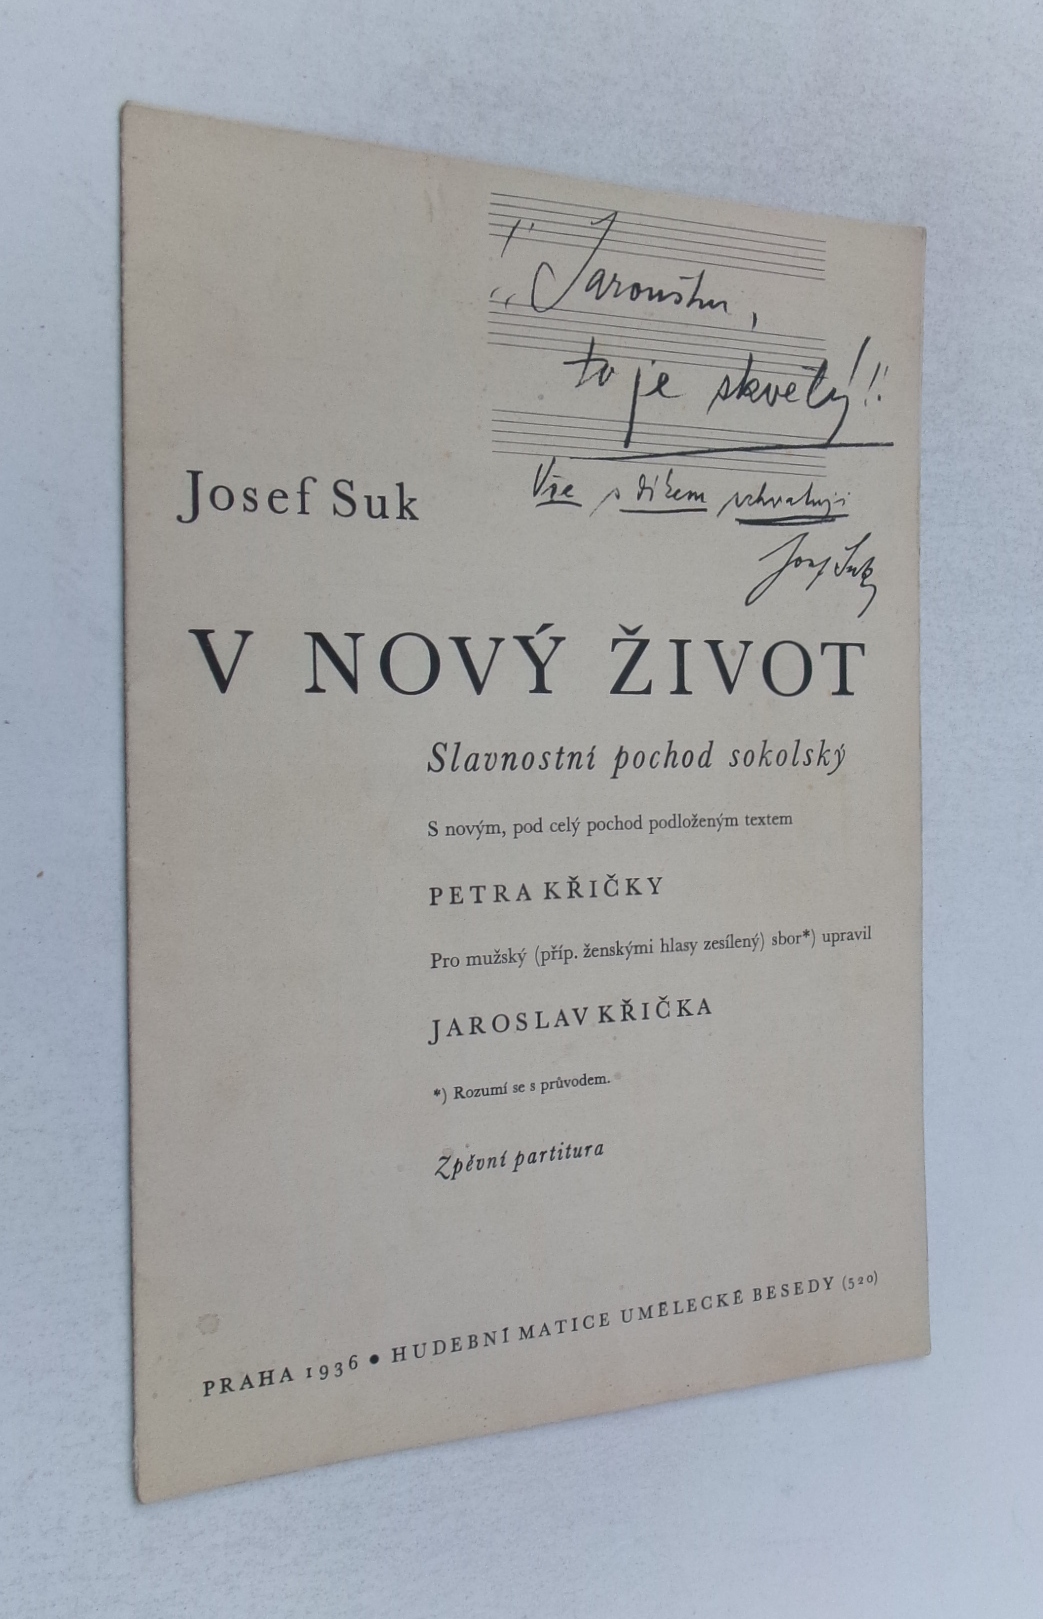 „Jaroušku,
to je skvělý!!"
Vše s díkem schvaluji
Josef Suk
Josef Suk
V NOVÝ ŽIVOT
Slavnostní pochod sokolský
S novým, pod celý pochod podloženým textem
PETRA KŘIČKY
Pro mužský (příp. ženskými hlasy zesílený) sbor*) upravil
JAROSLAV KŘIČKA
*) Rozumí se s průvodem.
Zpěvní partitura
PRAHA 1936 ● HUDEBNÍ MATICE UMĚLECKÉ BESEDY (520)